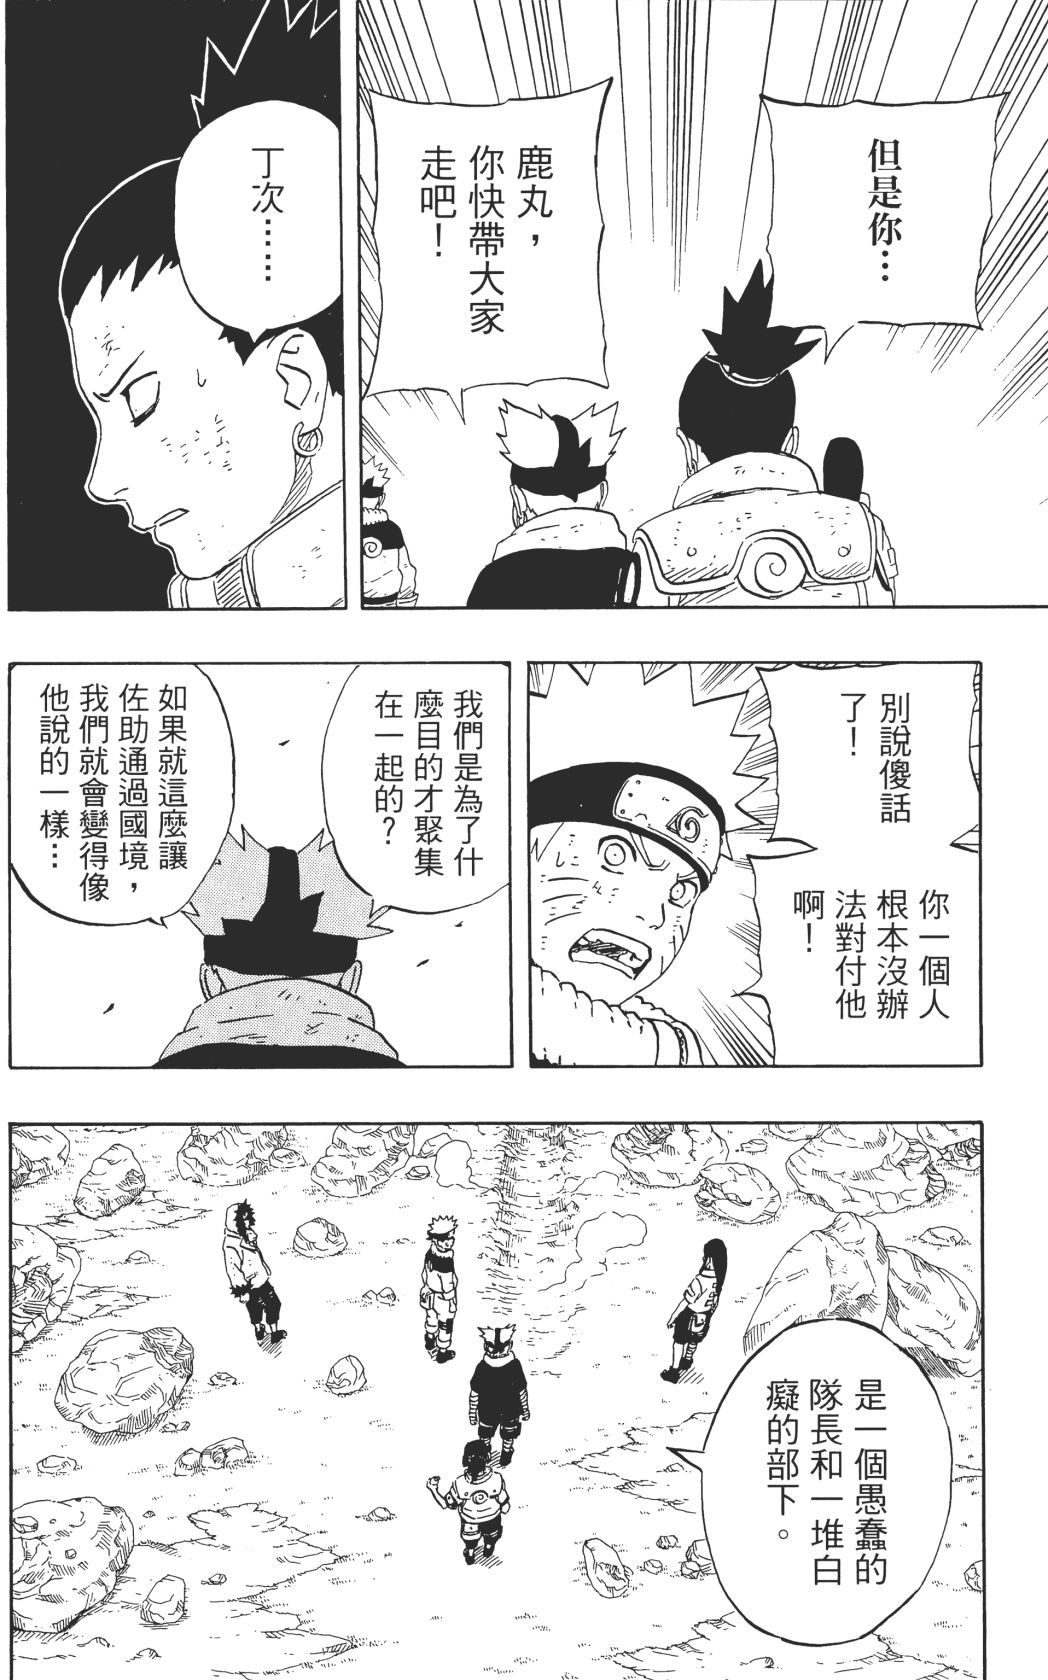 但是你…
鹿丸，
你快帶大家
走吧！
丁次……
別說傻話
了！
你一個人
根本沒辦
法對付他
啊！
我們是為了什
麼目的才聚集
在一起的？
如果就這麼讓
佐助通過國境，
我們就會變得像
他說的一樣…
是一個愚蠢的
隊長和一堆白
癡的部下。